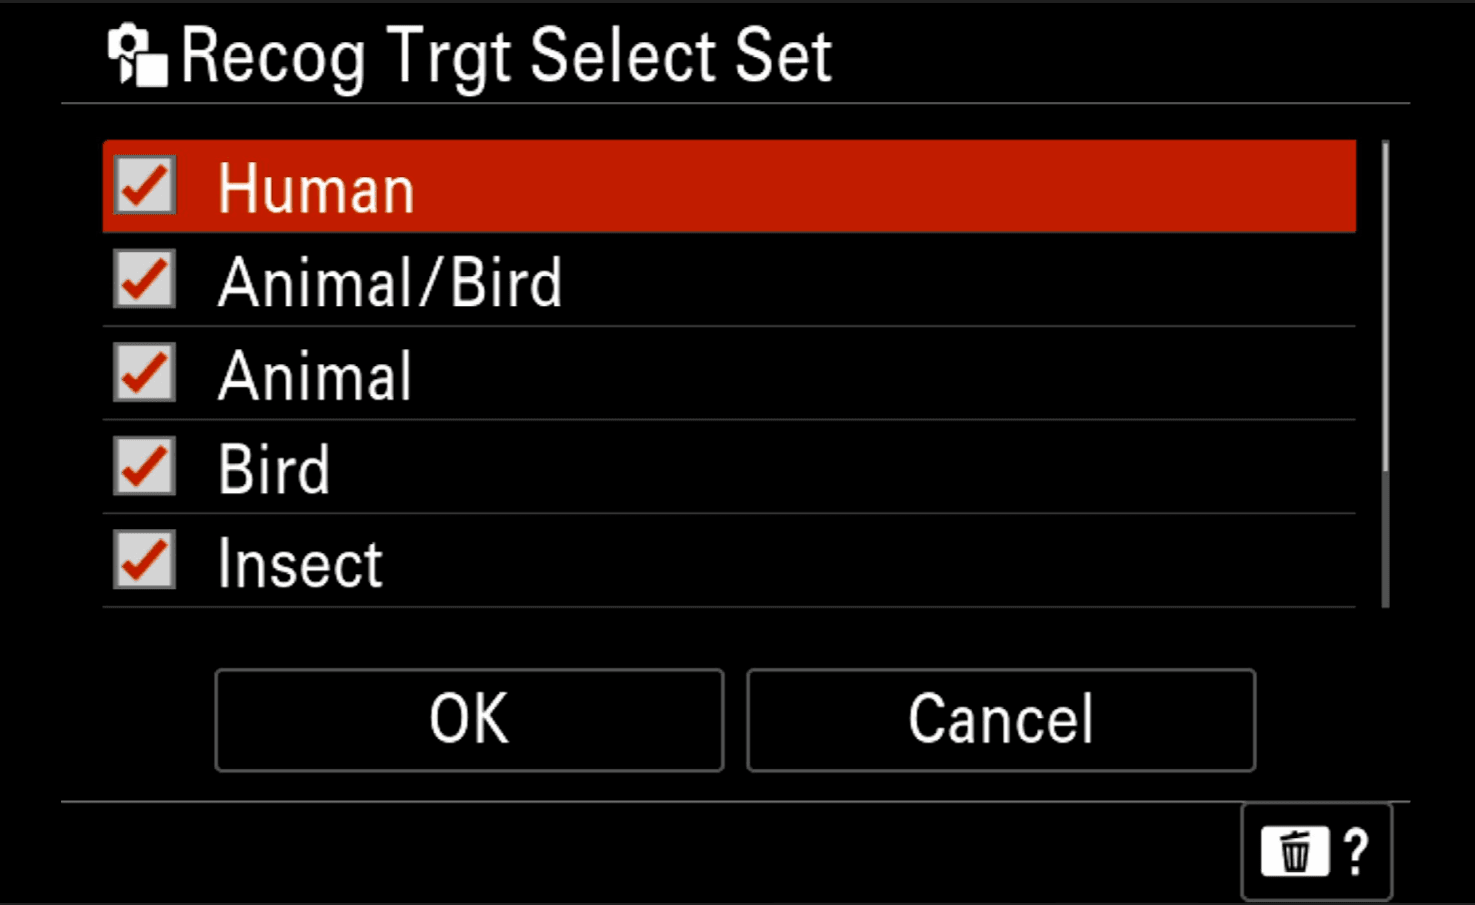 Recog Trgt Select Set
Human
Animal/Bird
Animal
Bird
Insect
OK Cancel
?